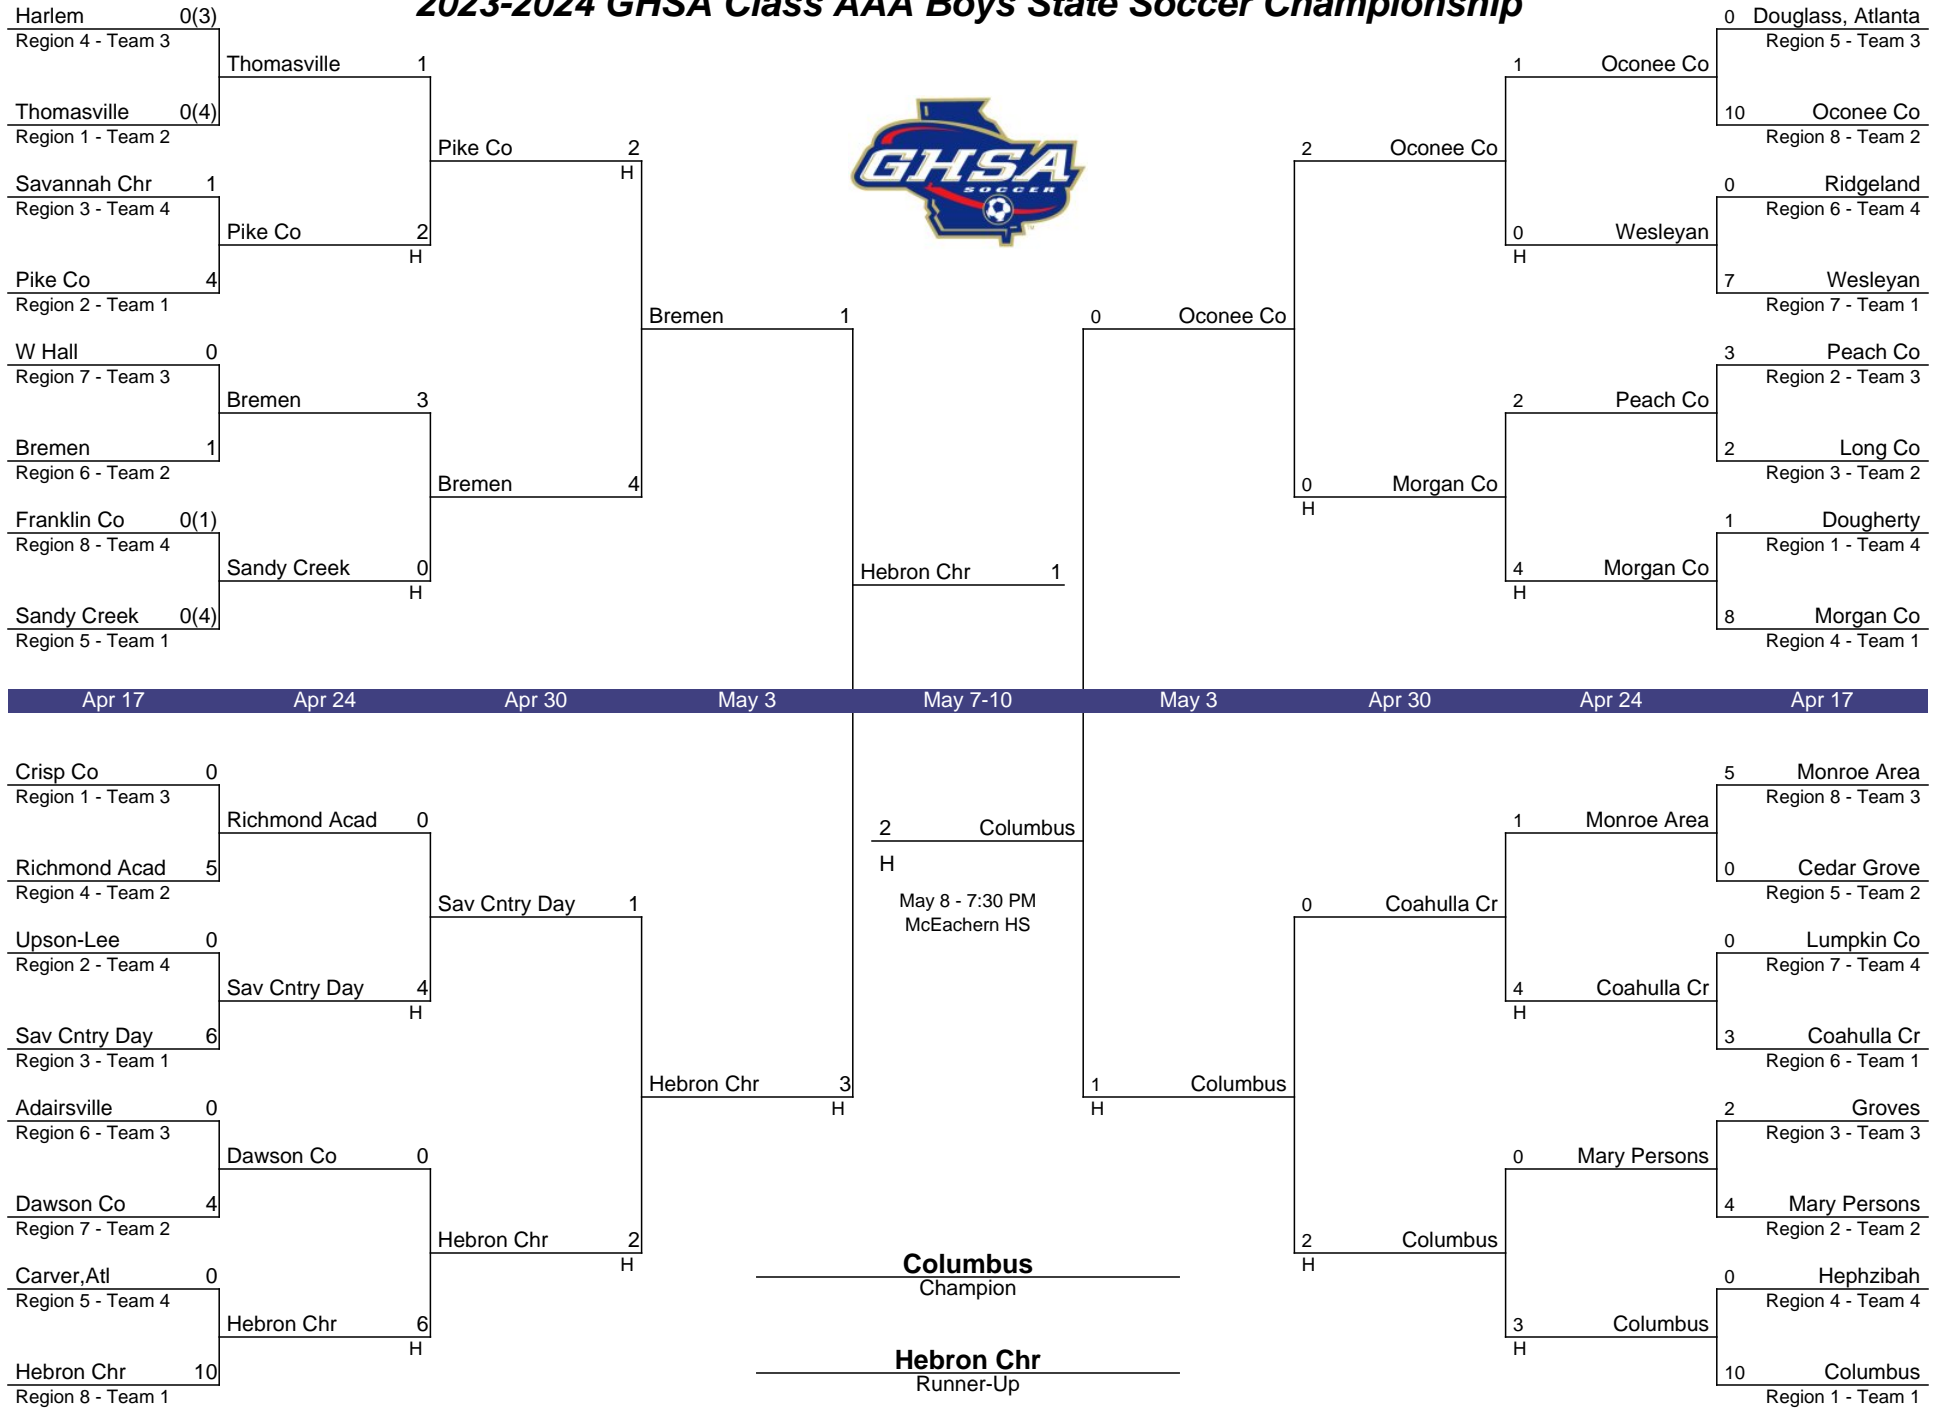 2023-2024 GHSA Class AAA Boys State Soccer Championship
Harlem 0(3)
Region 4 - Team 3
Thomasville 1
Thomasville 0(4)
Region 1 - Team 2
Pike Co 2
H
Savannah Chr 1
Region 3 - Team 4
Pike Co 2
H
Pike Co 4
Region 2 - Team 1
Bremen 1
W Hall 0
Region 7 - Team 3
Bremen 3
Bremen 1
Region 6 - Team 2
Bremen 4
Franklin Co 0(1)
Region 8 - Team 4
Sandy Creek 0
H
Sandy Creek 0(4)
Region 5 - Team 1
Hebron Chr 1
GHSA
SOCCER
0 Douglass, Atlanta
Region 5 - Team 3
1 Oconee Co
10 Oconee Co
Region 8 - Team 2
2 Oconee Co
0 Ridgeland
Region 6 - Team 4
0 Wesleyan
H
7 Wesleyan
Region 7 - Team 1
0 Oconee Co
3 Peach Co
Region 2 - Team 3
2 Peach Co
2 Long Co
Region 3 - Team 2
0 Morgan Co
H
1 Dougherty
Region 1 - Team 4
4 Morgan Co
H
8 Morgan Co
Region 4 - Team 1
Apr 17 Apr 24 Apr 30 May 3 May 7-10 May 3 Apr 30 Apr 24 Apr 17
Crisp Co 0
Region 1 - Team 3
Richmond Acad 0
Richmond Acad 5
Region 4 - Team 2
Sav Cntry Day 1
Upson-Lee 0
Region 2 - Team 4
Sav Cntry Day 4
H
Sav Cntry Day 6
Region 3 - Team 1
Hebron Chr 3
H
Adairsville 0
Region 6 - Team 3
Dawson Co 0
Dawson Co 4
Region 7 - Team 2
Hebron Chr 2
H
Carver,Atl 0
Region 5 - Team 4
Hebron Chr 6
H
Hebron Chr 10
Region 8 - Team 1
2 Columbus
H
May 8 - 7:30 PM
McEachern HS
5 Monroe Area
Region 8 - Team 3
1 Monroe Area
0 Cedar Grove
Region 5 - Team 2
0 Coahulla Cr
0 Lumpkin Co
Region 7 - Team 4
4 Coahulla Cr
H
3 Coahulla Cr
Region 6 - Team 1
1 Columbus
H
2 Groves
Region 3 - Team 3
0 Mary Persons
4 Mary Persons
Region 2 - Team 2
2 Columbus
H
0 Hephzibah
Region 4 - Team 4
3 Columbus
H
10 Columbus
Region 1 - Team 1
Columbus
Champion
Hebron Chr
Runner-Up